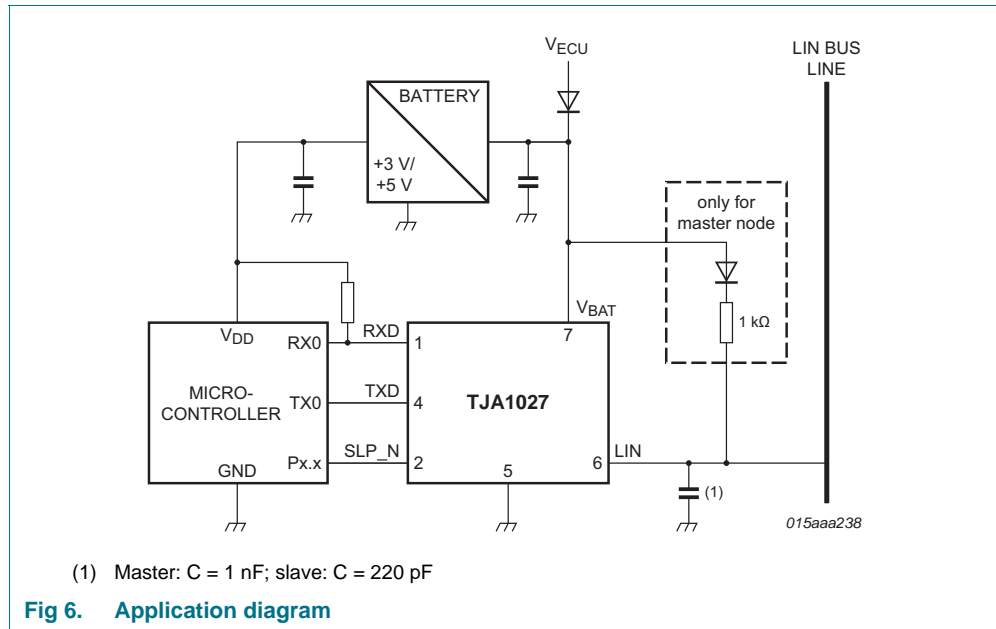 VECU
LIN BUS
LINE
BATTERY
+3 V/
+5 V
only for
master node
1 kΩ
VBAT
7
VDD
RX0
RXD
1
MICRO-
CONTROLLER
TX0
TXD
4
TJA1027
Px.x
SLP_N
2
6
LIN
GND
5
(1)
015aaa238
(1) Master: C = 1 nF; slave: C = 220 pF
Fig 6. Application diagram